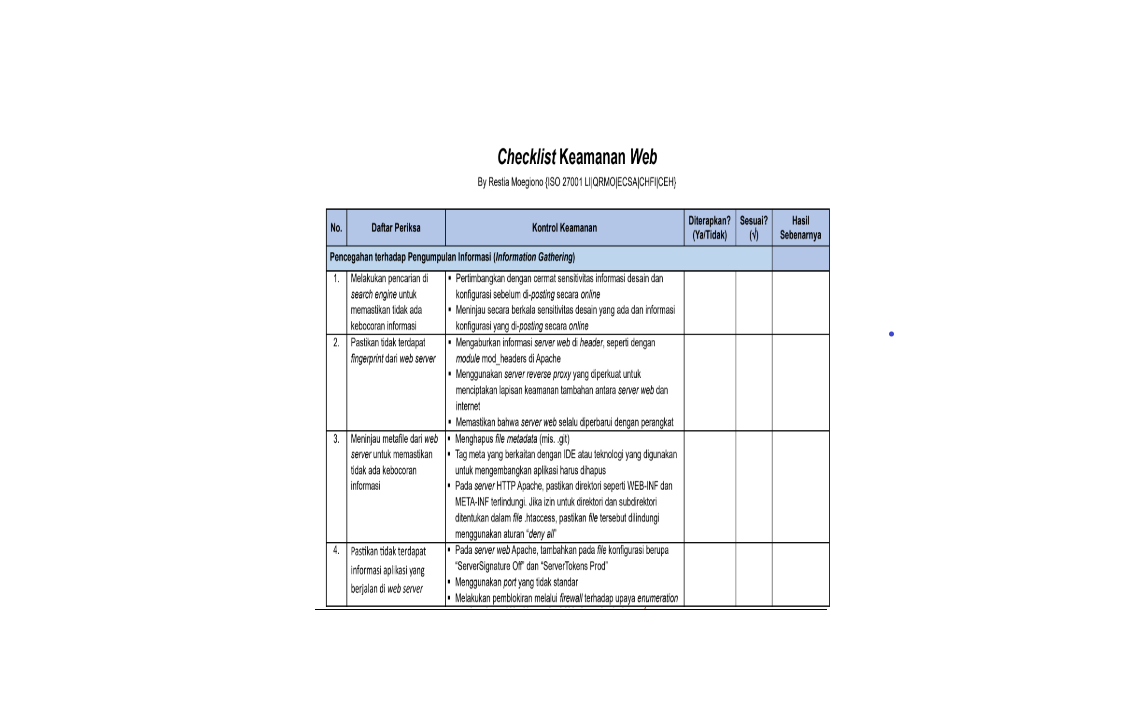 Checklist Keamanan Web
By Restia Moegiono {ISO 27001 LI|QRMO|ECSA|CHFI|CEH}
No.
Daftar Periksa
Kontrol Keamanan
Diterapkan?
(Ya/Tidak)
Sesuai?
(√)
Hasil
Sebenarnya
Pencegahan terhadap Pengumpulan Informasi (Information Gathering)
1.
Melakukan pencarian di
search engine untuk
memastikan tidak ada
kebocoran informasi
▪ Pertimbangkan dengan cermat sensitivitas informasi desain dan
konfigurasi sebelum di-posting secara online
▪ Meninjau secara berkala sensitivitas desain yang ada dan informasi
konfigurasi yang di-posting secara online
2.
Pastikan tidak terdapat
fingerprint dari web server
▪ Mengaburkan informasi server web di header, seperti dengan
module mod_headers di Apache
▪ Menggunakan server reverse proxy yang diperkuat untuk
menciptakan lapisan keamanan tambahan antara server web dan
internet
▪ Memastikan bahwa server web selalu diperbarui dengan perangkat
3.
Meninjau metafile dari web
server untuk memastikan
tidak ada kebocoran
informasi
▪ Menghapus file metadata (mis. .git)
▪ Tag meta yang berkaitan dengan IDE atau teknologi yang digunakan
untuk mengembangkan aplikasi harus dihapus
▪ Pada server HTTP Apache, pastikan direktori seperti WEB-INF dan
META-INF terlindungi. Jika izin untuk direktori dan subdirektori
ditentukan dalam file .htaccess, pastikan file tersebut dilindungi
menggunakan aturan “deny all”
4.
Pastikan tidak terdapat
informasi aplikasi yang
berjalan di web server
▪ Pada server web Apache, tambahkan pada file konfigurasi berupa
“ServerSignature Off” dan “ServerTokens Prod”
▪ Menggunakan port yang tidak standar
▪ Melakukan pemblokiran melalui firewall terhadap upaya enumeration